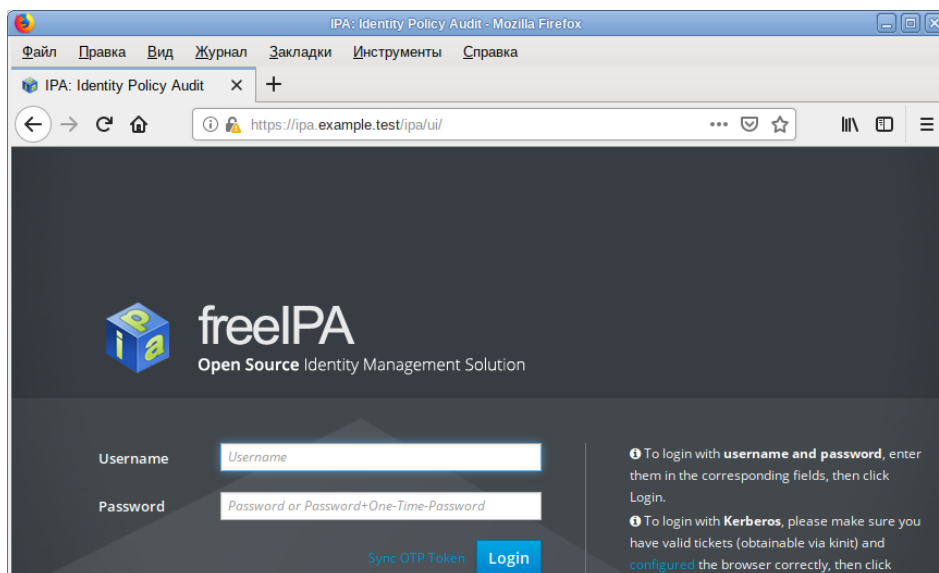 IPA: Identity Policy Audit - Mozilla Firefox
Файл Правка Вид Журнал Закладки Инструменты Справка
IPA: Identity Policy Audit
https://ipa.example.test/ipa/ui/
ipa
freeIPA
Open Source Identity Management Solution
Username Username
Password Password or Password+One-Time-Password
Sync OTP Token Login
To login with username and password, enter
them in the corresponding fields, then click
Login.
To login with Kerberos, please make sure you
have valid tickets (obtainable via kinit) and
configured the browser correctly, then click